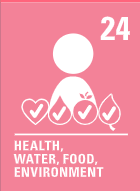 24
HEALTH,
WATER, FOOD,
ENVIRONMENT